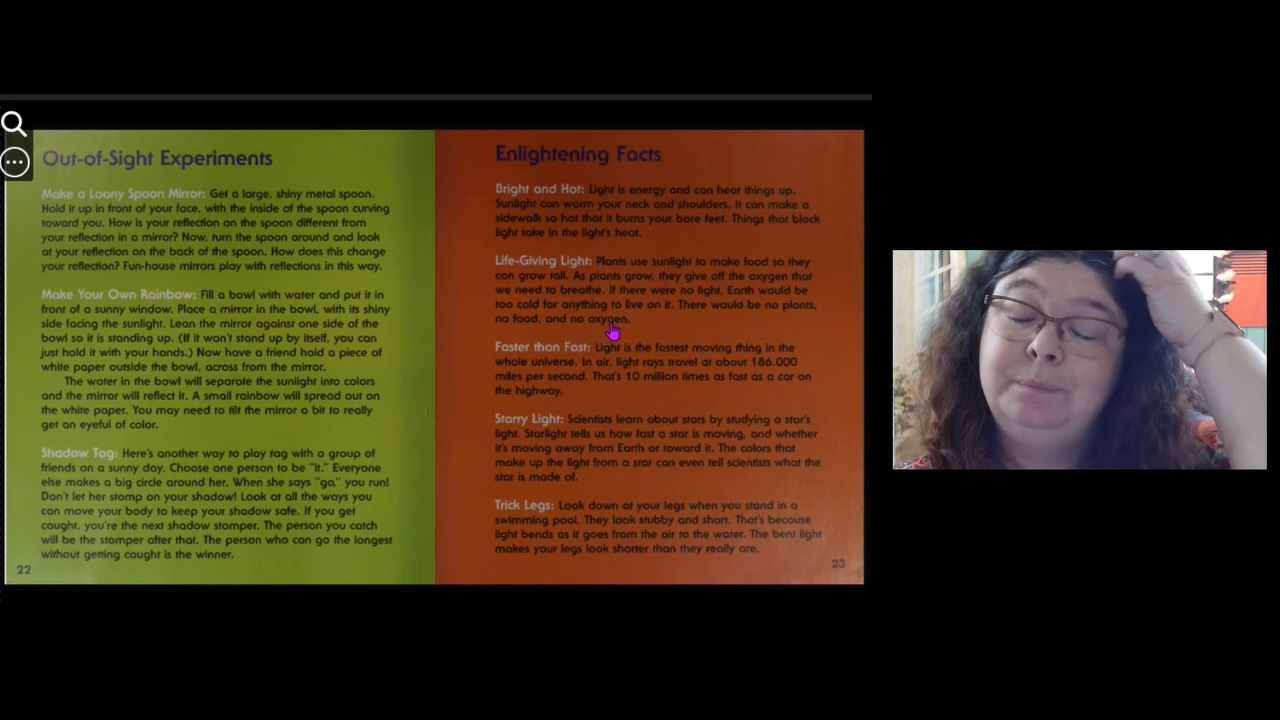 Out-of-Sight Experiments
Make a Loony Spoon Mirror: Get a large, shiny metal spoon.
Hold it up in front of your face, with the inside of the spoon curving
toward you. How is your reflection on the spoon different from
your reflection in a mirror? Now, turn the spoon around and look
at your reflection on the back of the spoon. How does this change
your reflection? Fun-house mirrors play with reflections in this way.
Make Your Own Rainbow: Fill a bowl with water and put it in
front of a sunny window. Place a mirror in the bowl, with its shiny
side facing the sunlight. Lean the mirror against one side of the
bowl so it is standing up. (If it won't stand up by itself, you can
just hold it with your hands.) Now have a friend hold a piece of
white paper outside the bowl, across from the mirror.
The water in the bowl will separate the sunlight into colors
and the mirror will reflect it. A small rainbow will spread out on
the white paper. You may need to tilt the mirror a bit to really
get an eyeful of color.
Shadow Tag: Here's another way to play tag with a group of
friends on a sunny day. Choose one person to be "it." Everyone
else makes a big circle around her. When she says "go," you run!
Don't let her stomp on your shadow! Look at all the ways you
can move your body to keep your shadow safe. If you get
caught, you're the next shadow stomper. The person you catch
will be the stomper after that. The person who can go the longest
without getting caught is the winner.
22
Enlightening Facts
Bright and Hot: Light is energy and can heat things up.
Sunlight can warm your neck and shoulders. It can make a
sidewalk so hot that it burns your bare feet. Things that block
light take in the light's heat.
Life-Giving Light: Plants use sunlight to make food so they
can grow tall. As plants grow, they give off the oxygen that
we need to breathe. If there were no light, Earth would be
too cold for anything to live on it. There would be no plants,
no food, and no oxygen.
Faster than Fast: Light is the fastest moving thing in the
whole universe. In air, light rays travel at about 186,000
miles per second. That's 10 million times as fast as a car on
the highway.
Starry Light: Scientists learn about stars by studying a star's
light. Starlight tells us how fast a star is moving, and whether
it's moving away from Earth or toward it. The colors that
make up the light from a star can even tell scientists what the
star is made of.
Trick Legs: Look down at your legs when you stand in a
swimming pool. They look stubby and short. That's because
light bends as it goes from the air to the water. The bent light
makes your legs look shorter than they really are.
23